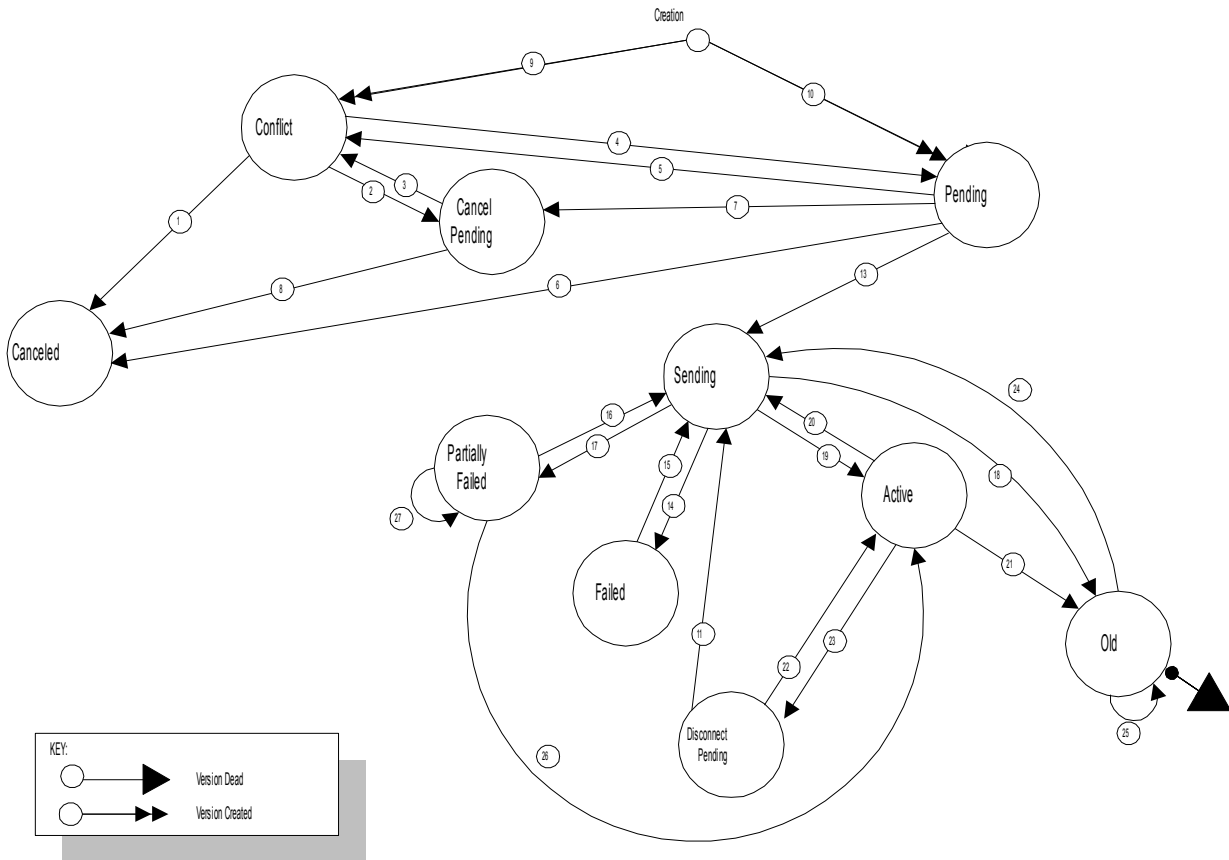 Creation
9
10
Conflict
4
5
3
2
Cancel
Pending
7
Pending
1
8
6
13
Canceled
Sending
24
16
20
17
19
Partially
Failed
15
18
Active
14
27
21
Failed
11
23
22
Old
Disconnect
Pending
25
26
KEY:
Version Dead
Version Created